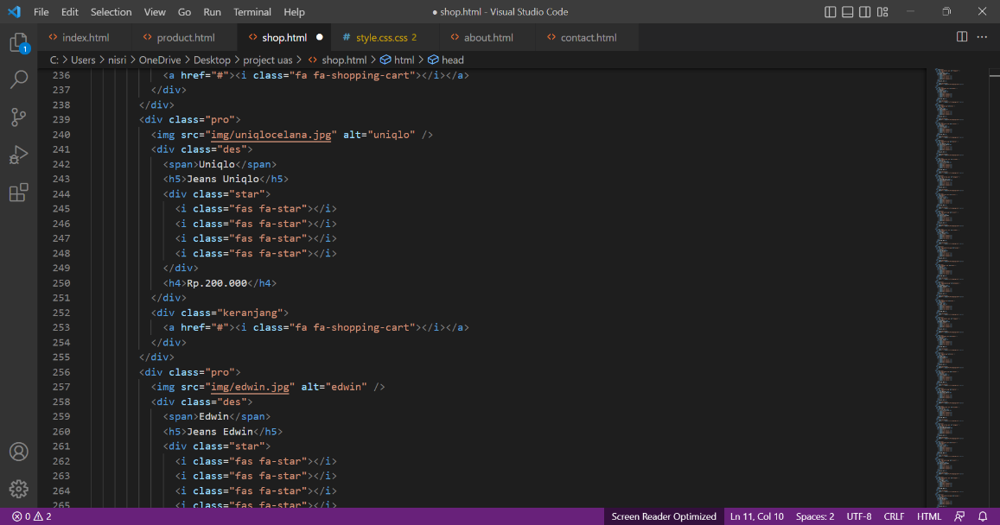 File Edit Selection View Go Run Terminal Help
● shop.html - Visual Studio Code
index.html product.html shop.html ● # style.css.css 2 about.html contact.html
C: > Users > nisri > OneDrive > Desktop > project uas > shop.html > html > head
1
236 <a href="#"><i class="fa fa-shopping-cart"></i></a>
237 </div>
238 </div>
239 <div class="pro">
240 <img src="img/uniqlocelana.jpg" alt="uniqlo" />
241 <div class="des">
242 <span>Uniqlo</span>
243 <h5>Jeans Uniqlo</h5>
244 <div class="star">
245 <i class="fas fa-star"></i>
246 <i class="fas fa-star"></i>
247 <i class="fas fa-star"></i>
248 <i class="fas fa-star"></i>
249 </div>
250 <h4>Rp.200.000</h4>
251 </div>
252 <div class="keranjang">
253 <a href="#"><i class="fa fa-shopping-cart"></i></a>
254 </div>
255 </div>
256 <div class="pro">
257 <img src="img/edwin.jpg" alt="edwin" />
258 <div class="des">
259 <span>Edwin</span>
260 <h5>Jeans Edwin</h5>
261 <div class="star">
262 <i class="fas fa-star"></i>
263 <i class="fas fa-star"></i>
264 <i class="fas fa-star"></i>
265 <i class="fas fa-star"></i>
0 2 Screen Reader Optimized Ln 11, Col 10 Spaces: 2 UTF-8 CRLF HTML